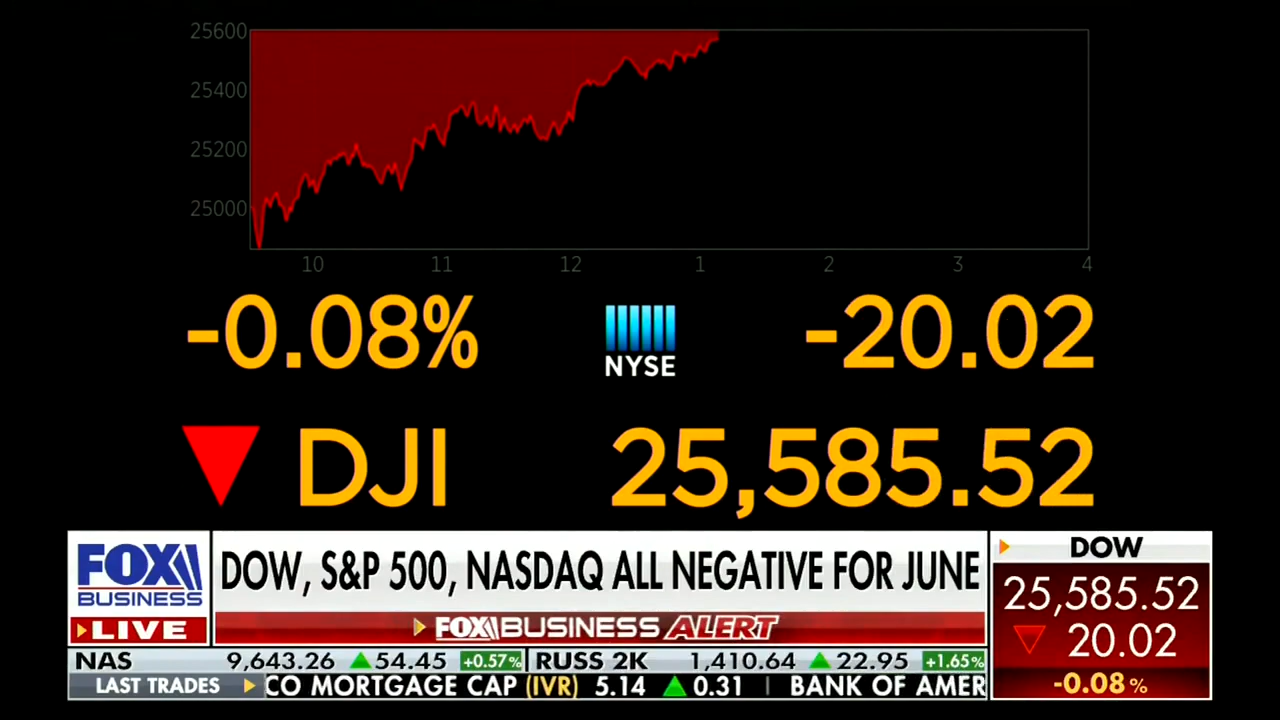 25600
25400
25200
25000
10 11 12 1 2 3 4
-0.08% NYSE -20.02
DJI 25,585.52
FOX BUSINESS
LIVE
DOW, S&P 500, NASDAQ ALL NEGATIVE FOR JUNE
FOX BUSINESS ALERT
DOW
25,585.52
20.02
-0.08%
NAS 9,643.26 54.45 +0.57% RUSS 2K 1,410.64 22.95 +1.65%
LAST TRADES CO MORTGAGE CAP (IVR) 5.14 0.31 | BANK OF AMER